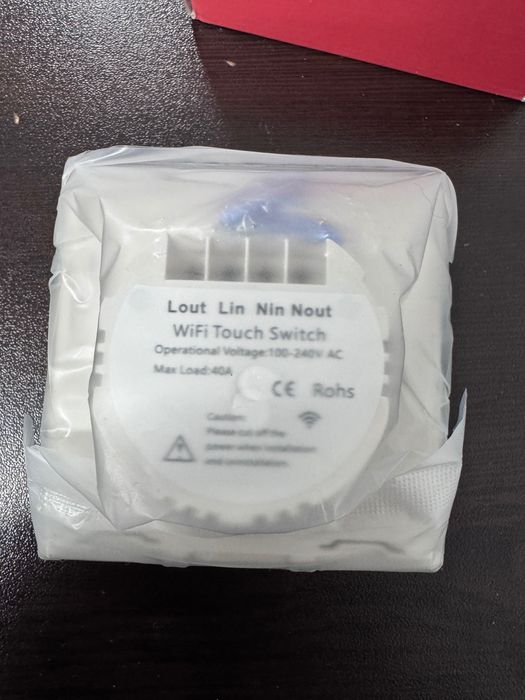 Lout Lin Nin Nout
WiFi Touch Switch
Operational Voltage:100-240V AC
Max Load:40A
CE Rohs
Caution:
Please cut off the
power when installation
and uninstallation.